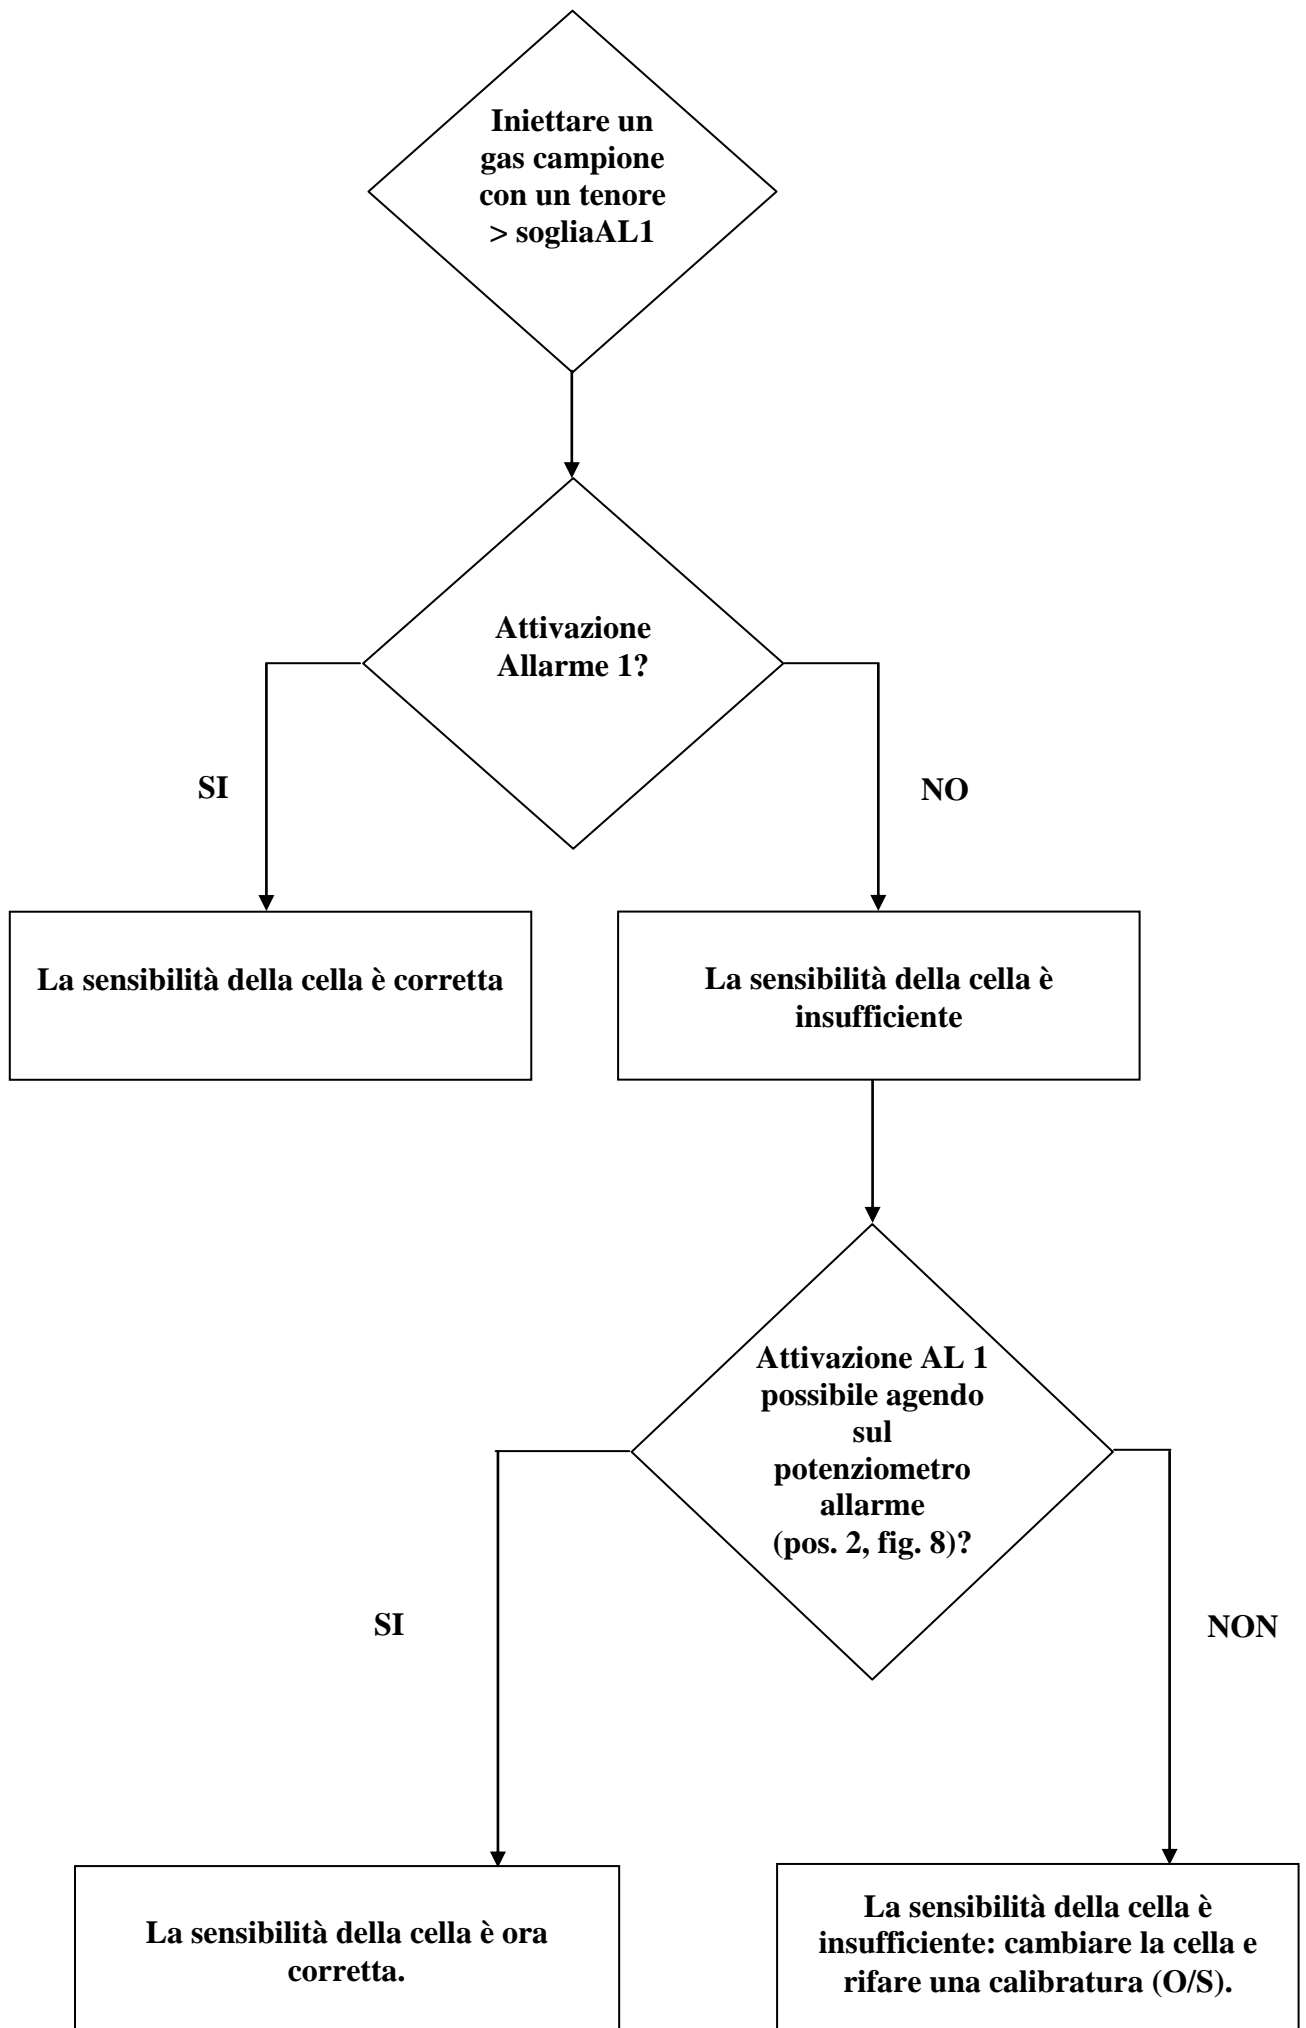 Iniettare un
gas campione
con un tenore
> sogliaAL1
Attivazione
Allarme 1?
SI
NO
La sensibilità della cella è corretta
La sensibilità della cella è
insufficiente
Attivazione AL 1
possibile agendo
sul
potenziometro
allarme
(pos. 2, fig. 8)?
SI
NON
La sensibilità della cella è ora
corretta.
La sensibilità della cella è
insufficiente: cambiare la cella e
rifare una calibratura (O/S).